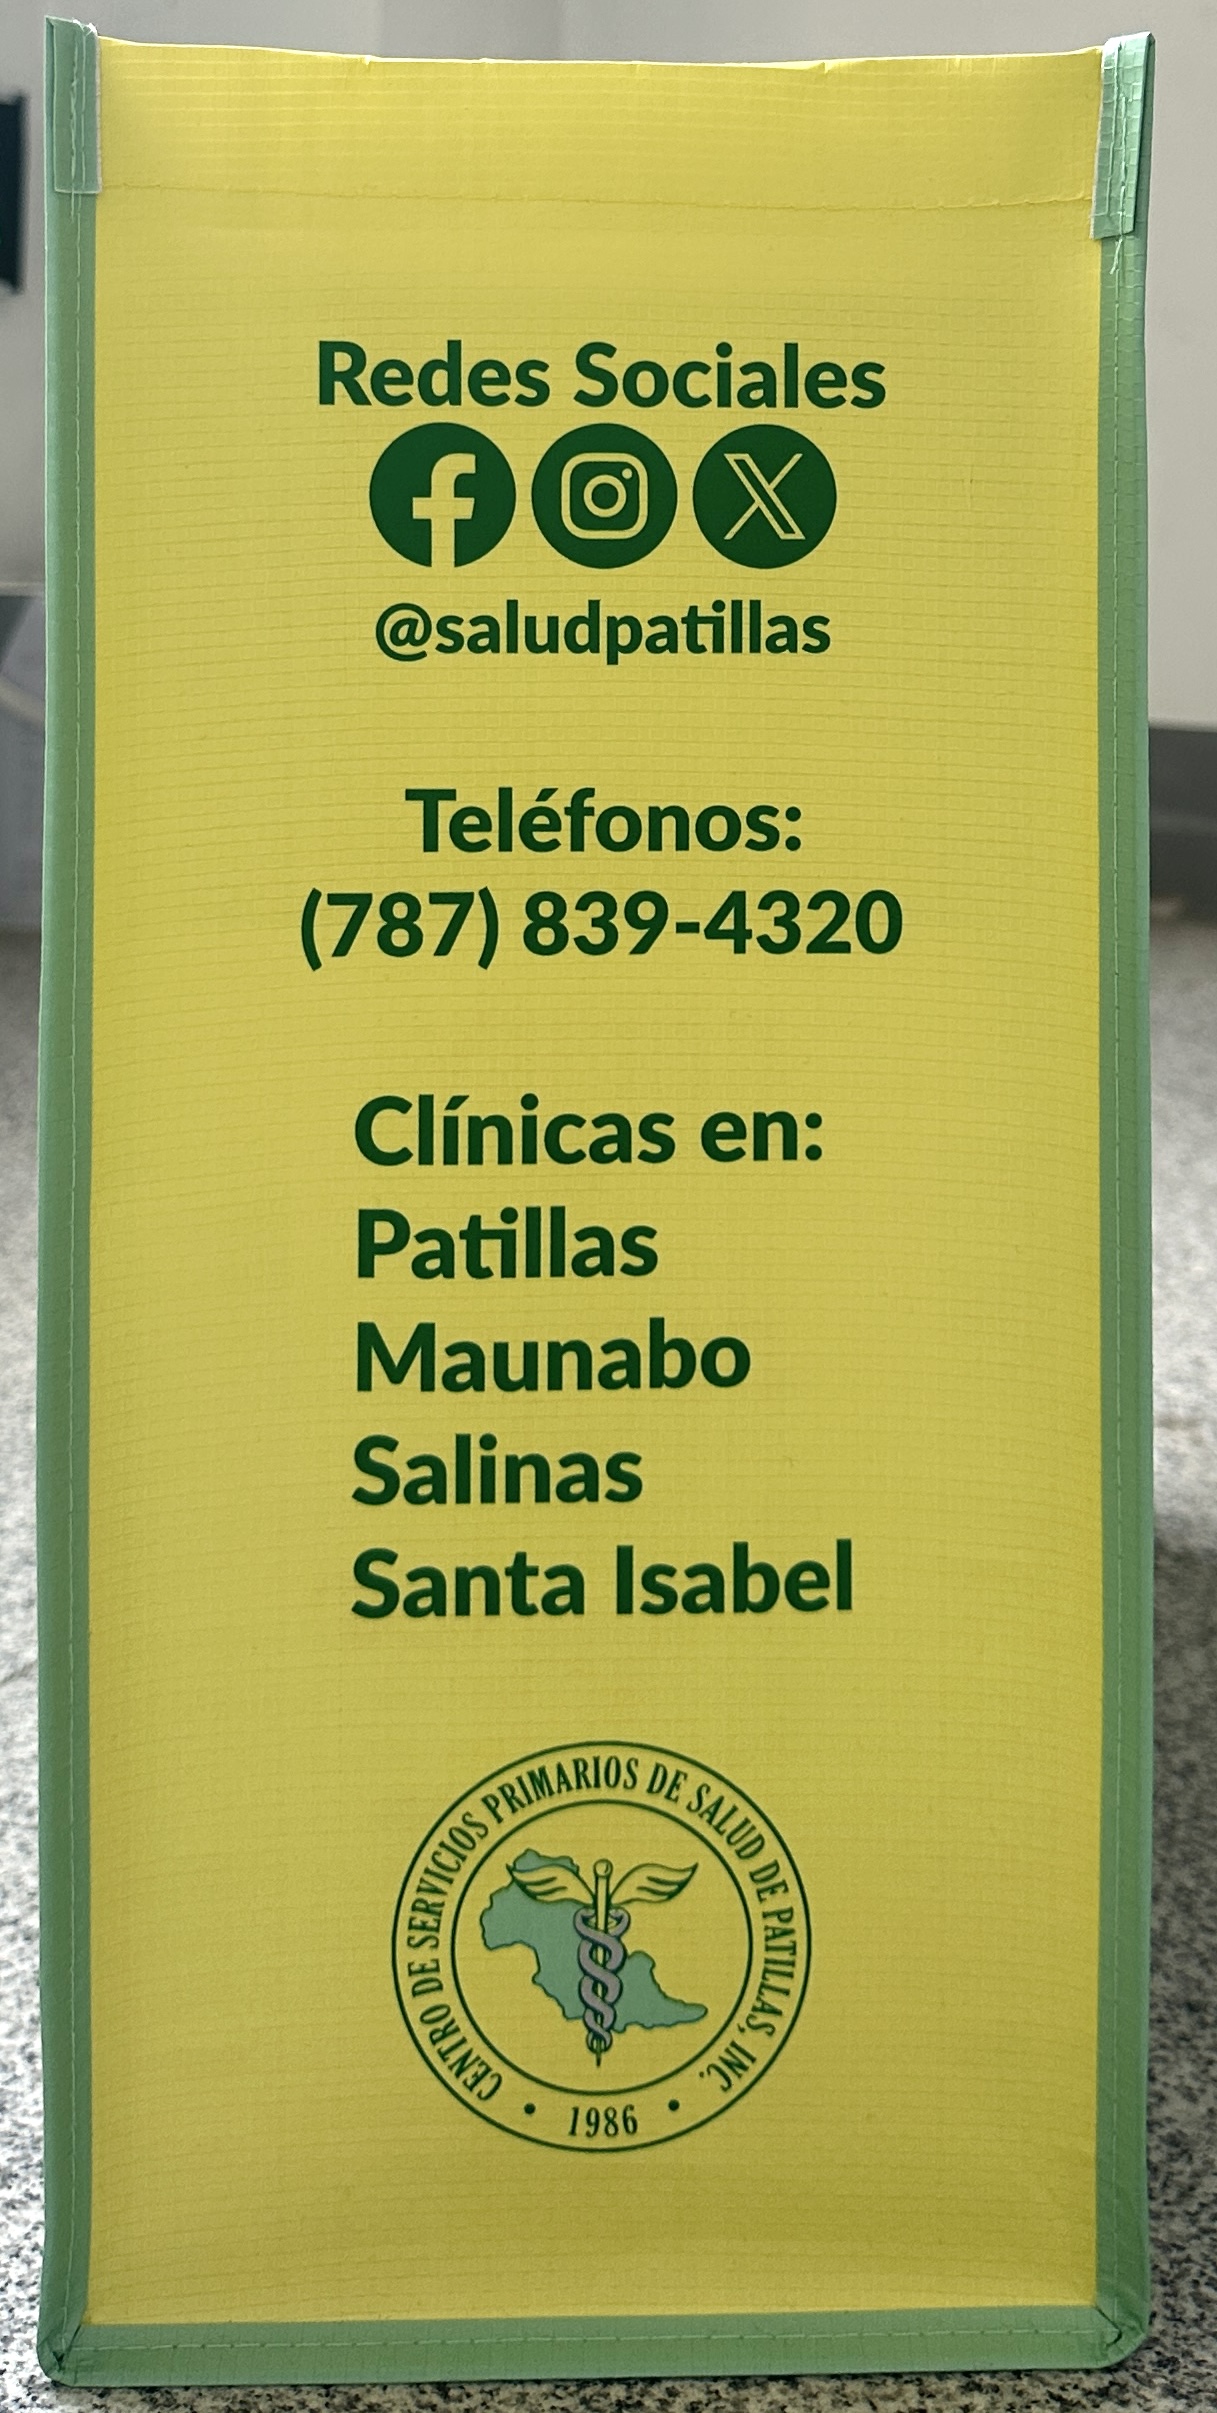 Redes Sociales
@saludpatillas
Teléfonos:
(787) 839-4320
Clínicas en:
Patillas
Maunabo
Salinas
Santa Isabel
CENTRO DE SERVICIOS PRIMARIOS DE SALUD DE PATILLAS, INC.
• 1986 •